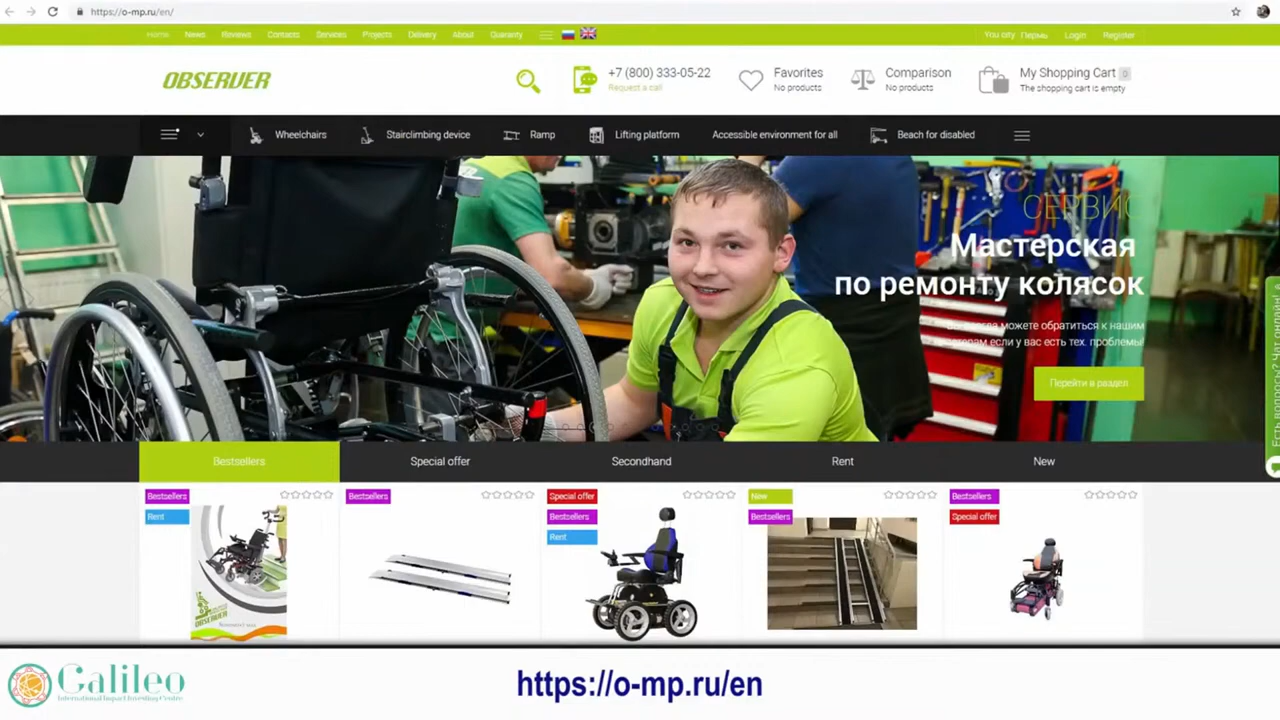 https://o-mp.ru/en/
Home News Reviews Contacts Services Projects Delivery About Guaranty
You city Пермь Login Register
OBSERVER
+7 (800) 333-05-22
Request a call
Favorites
No products
Comparison
No products
My Shopping Cart 0
The shopping cart is empty
Wheelchairs Stairclimbing device Ramp Lifting platform Accessible environment for all Beach for disabled
СЕРВИС
Мастерская
по ремонту колясок
всегда можете обратиться к нашим
если у вас есть тех. проблемы!
Перейти в раздел
Bestsellers Special offer Secondhand Rent New
Bestsellers
Rent
Bestsellers
Special offer
Bestsellers
Rent
New
Bestsellers
Bestsellers
Special offer
OBSERVER
Galileo
International Impact Investing Centre
https://o-mp.ru/en